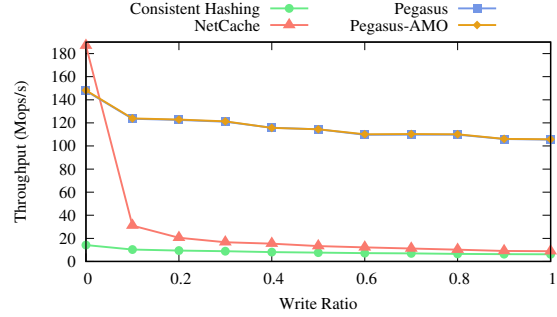 Consistent Hashing
NetCache
Pegasus
Pegasus-AMO
Throughput (Mops/s)
180
160
140
120
100
80
60
40
20
0
0 0.2 0.4 0.6 0.8 1
Write Ratio